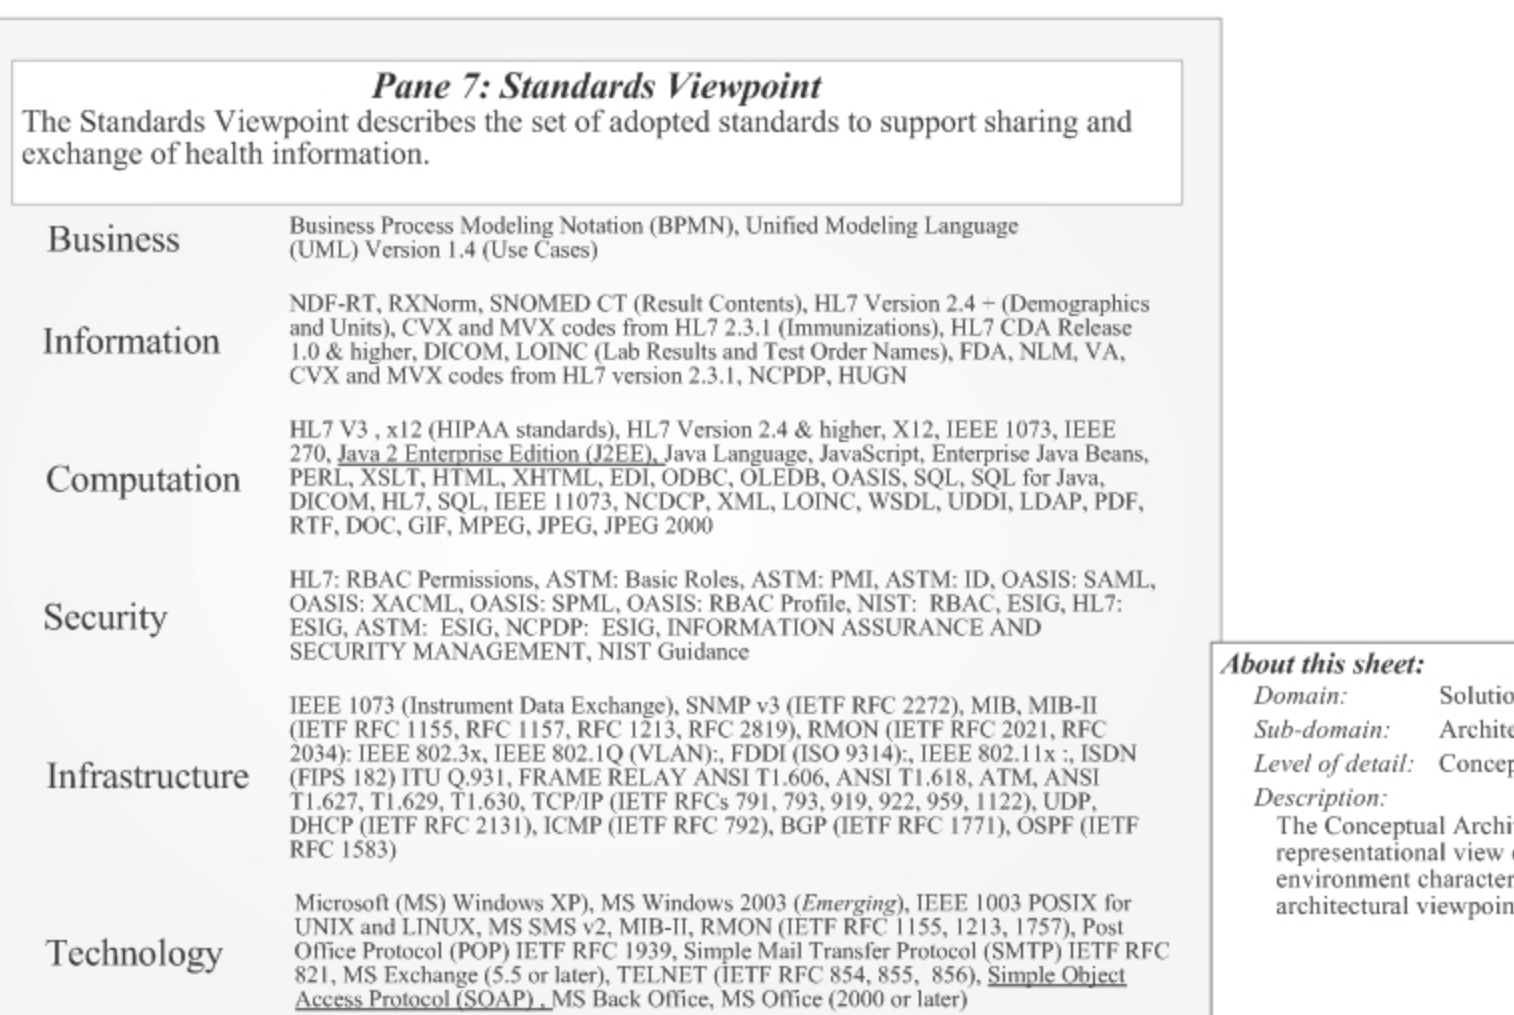 Pane 7: Standards Viewpoint
The Standards Viewpoint describes the set of adopted standards to support sharing and
exchange of health information.
Business
Business Process Modeling Notation (BPMN), Unified Modeling Language
(UML) Version 1.4 (Use Cases)
Information
NDF-RT, RXNorm, SNOMED CT (Result Contents), HL7 Version 2.4 + (Demographics
and Units), CVX and MVX codes from HL7 2.3.1 (Immunizations), HL7 CDA Release
1.0 & higher, DICOM, LOINC (Lab Results and Test Order Names), FDA, NLM, VA,
CVX and MVX codes from HL7 version 2.3.1, NCPDP, HUGN
Computation
HL7 V3 , x12 (HIPAA standards), HL7 Version 2.4 & higher, X12, IEEE 1073, IEEE
270, Java 2 Enterprise Edition (J2EE), Java Language, JavaScript, Enterprise Java Beans,
PERL, XSLT, HTML, XHTML, EDI, ODBC, OLEDB, OASIS, SQL, SQL for Java,
DICOM, HL7, SQL, IEEE 11073, NCDCP, XML, LOINC, WSDL, UDDI, LDAP, PDF,
RTF, DOC, GIF, MPEG, JPEG, JPEG 2000
Security
HL7: RBAC Permissions, ASTM: Basic Roles, ASTM: PMI, ASTM: ID, OASIS: SAML,
OASIS: XACML, OASIS: SPML, OASIS: RBAC Profile, NIST:  RBAC, ESIG, HL7:
ESIG, ASTM:  ESIG, NCPDP:  ESIG, INFORMATION ASSURANCE AND
SECURITY MANAGEMENT, NIST Guidance
Infrastructure
IEEE 1073 (Instrument Data Exchange), SNMP v3 (IETF RFC 2272), MIB, MIB-II
(IETF RFC 1155, RFC 1157, RFC 1213, RFC 2819), RMON (IETF RFC 2021, RFC
2034): IEEE 802.3x, IEEE 802.1Q (VLAN):, FDDI (ISO 9314):, IEEE 802.11x :, ISDN
(FIPS 182) ITU Q.931, FRAME RELAY ANSI T1.606, ANSI T1.618, ATM, ANSI
T1.627, T1.629, T1.630, TCP/IP (IETF RFCs 791, 793, 919, 922, 959, 1122), UDP,
DHCP (IETF RFC 2131), ICMP (IETF RFC 792), BGP (IETF RFC 1771), OSPF (IETF
RFC 1583)
Technology
Microsoft (MS) Windows XP), MS Windows 2003 (Emerging), IEEE 1003 POSIX for
UNIX and LINUX, MS SMS v2, MIB-II, RMON (IETF RFC 1155, 1213, 1757), Post
Office Protocol (POP) IETF RFC 1939, Simple Mail Transfer Protocol (SMTP) IETF RFC
821, MS Exchange (5.5 or later), TELNET (IETF RFC 854, 855,  856), Simple Object
Access Protocol (SOAP) , MS Back Office, MS Office (2000 or later)
About this sheet:
Domain: Solutio
Sub-domain: Archite
Level of detail: Concep
Description:
The Conceptual Archi
representational view
environment character
architectural viewpoin